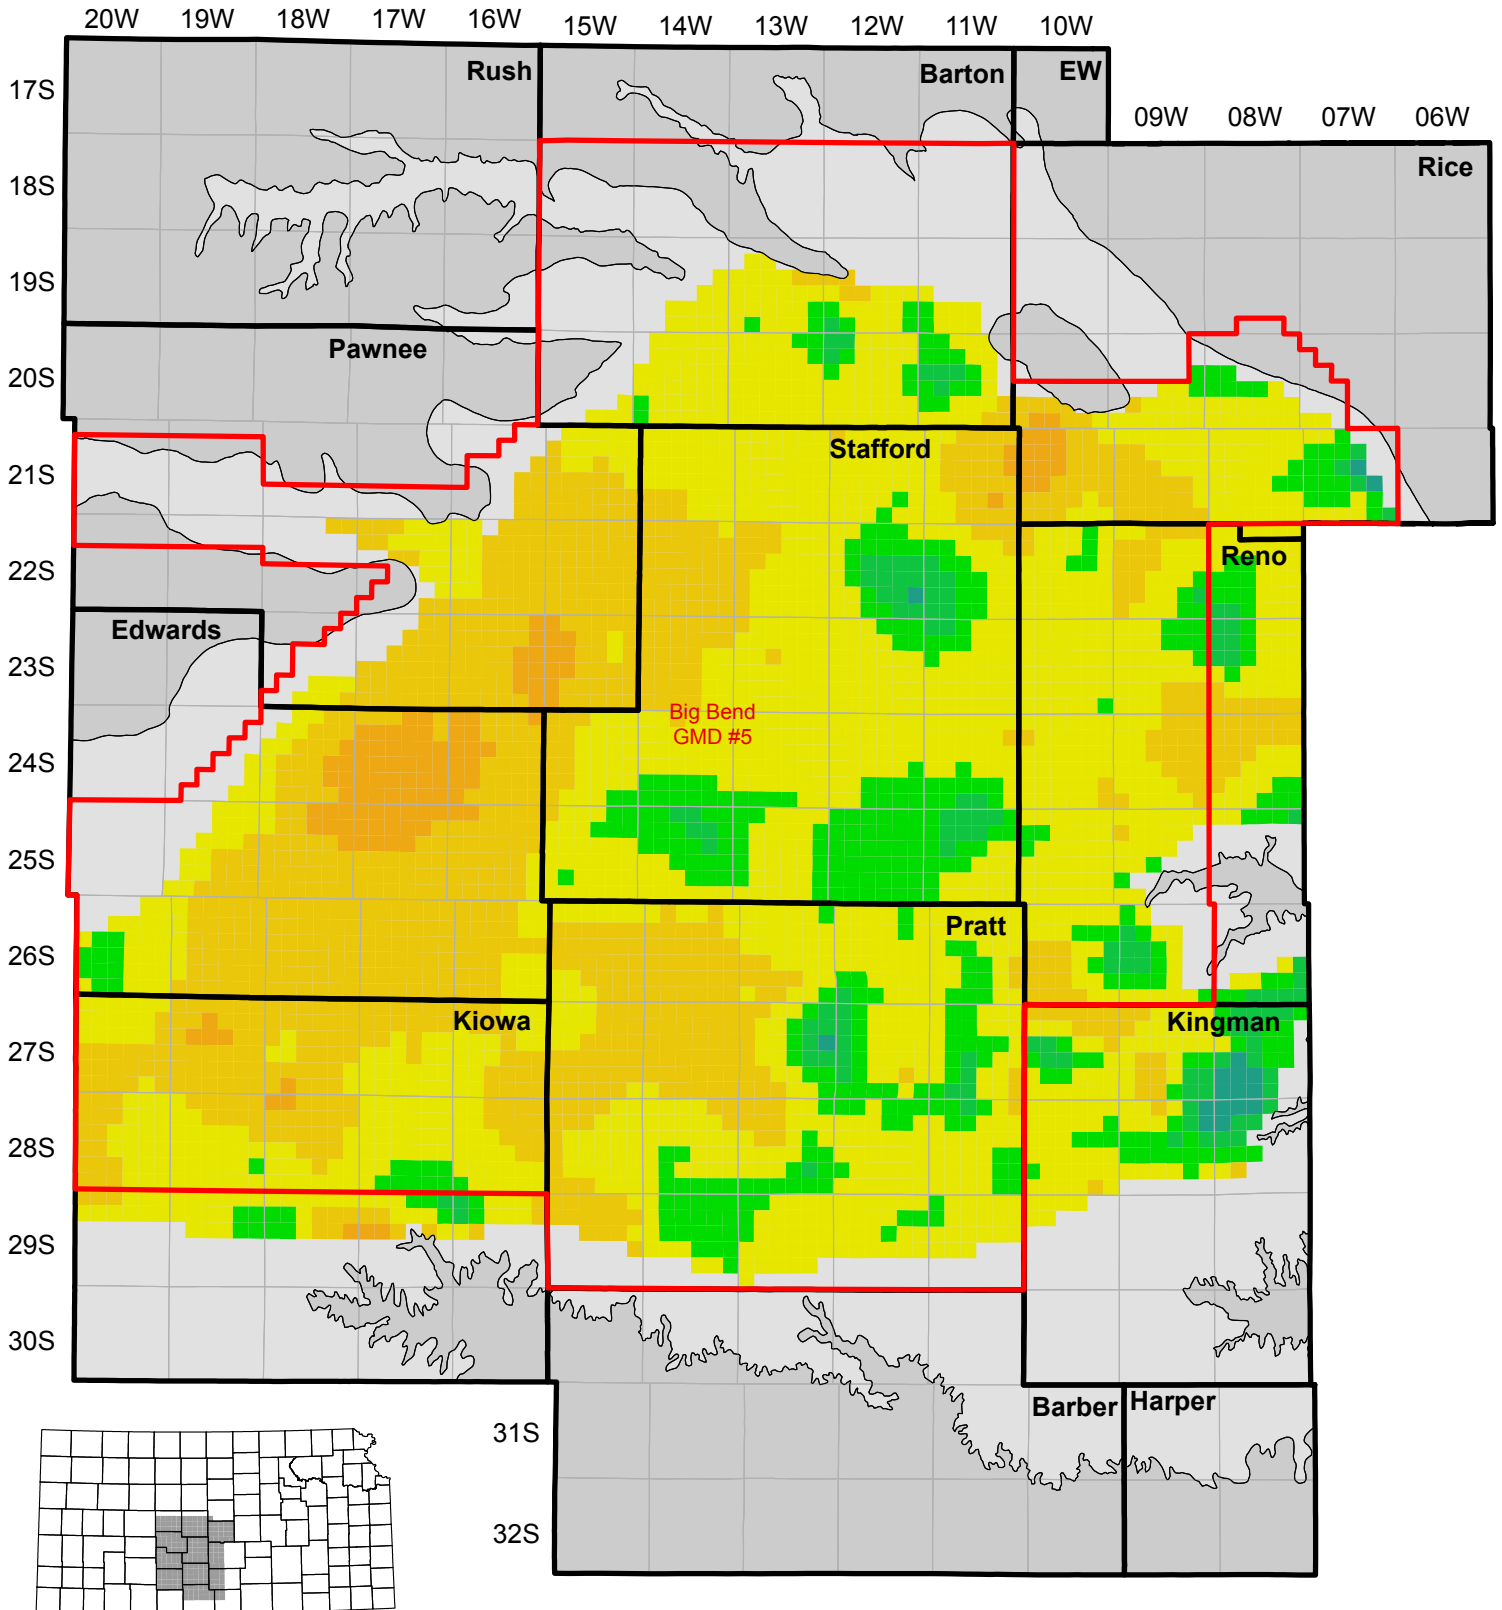 20W 19W 18W 17W 16W 15W 14W 13W 12W 11W 10W
Rush Barton EW
17S
09W 08W 07W 06W
Rice
18S
19S
Pawnee
20S
Stafford
21S
Reno
22S
Edwards
23S
Big Bend
GMD #5
24S
25S
Pratt
26S
Kiowa Kingman
27S
28S
29S
30S
Barber Harper
31S
32S